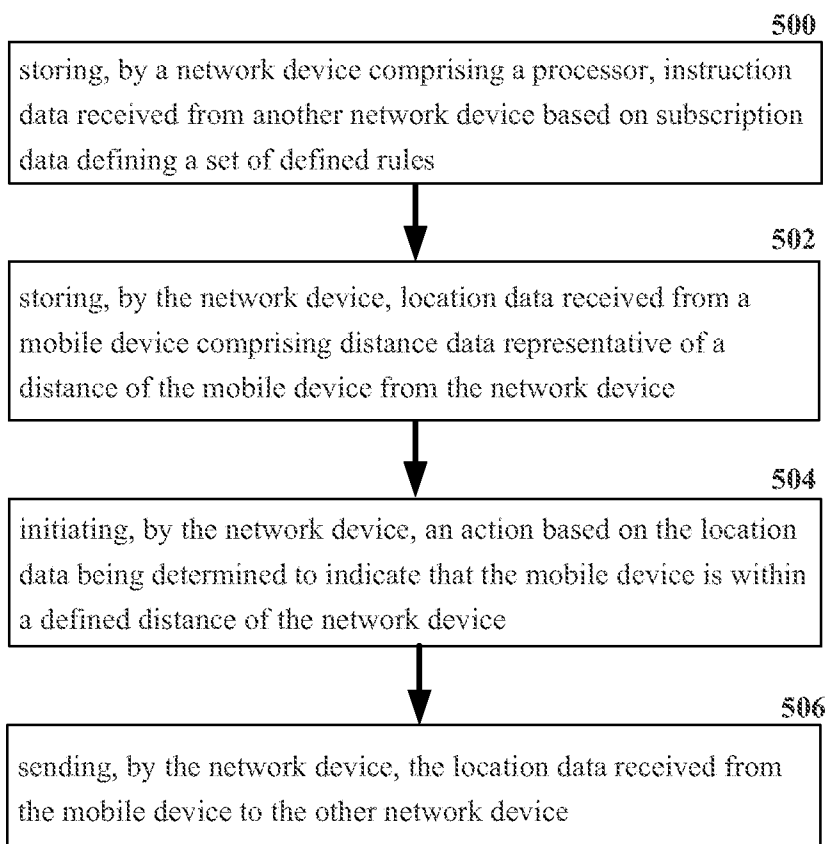 500
storing, by a network device comprising a processor, instruction
data received from another network device based on subscription
data defining a set of defined rules
502
storing, by the network device, location data received from a
mobile device comprising distance data representative of a
distance of the mobile device from the network device
504
initiating, by the network device, an action based on the location
data being determined to indicate that the mobile device is within
a defined distance of the network device
506
sending, by the network device, the location data received from
the mobile device to the other network device